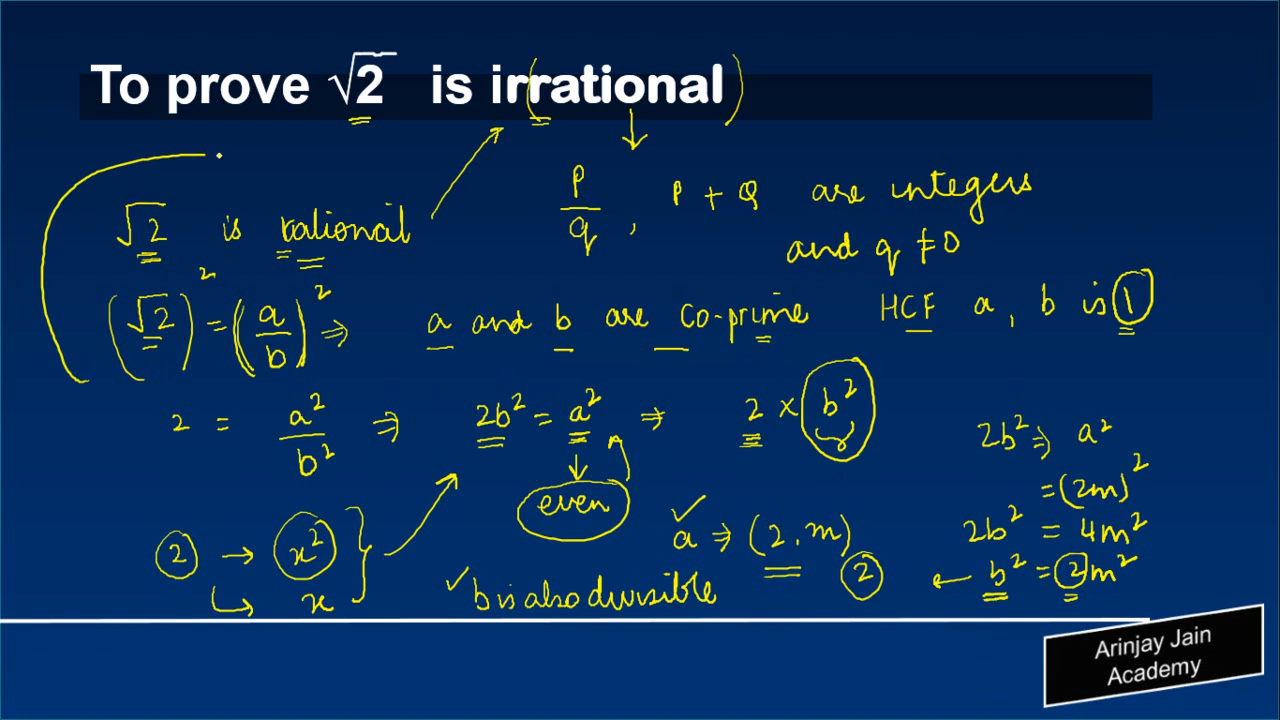 To prove √2 is irrational
p/q , P + Q are integers
and q ≠ 0
√2 is rational
(√2)² = (a/b)² ⇒ a and b are co-prime HCF a, b is 1
2 = a²/b² ⇒ 2b² = a² ⇒ 2 × b²
even
2 → x²
↳ x
a ⇒ (2.m)
b is also divisible 2
2b² ⇒ a²
= (2m)²
2b² = 4m²
← b² = 2m²
Arinjay Jain
Academy